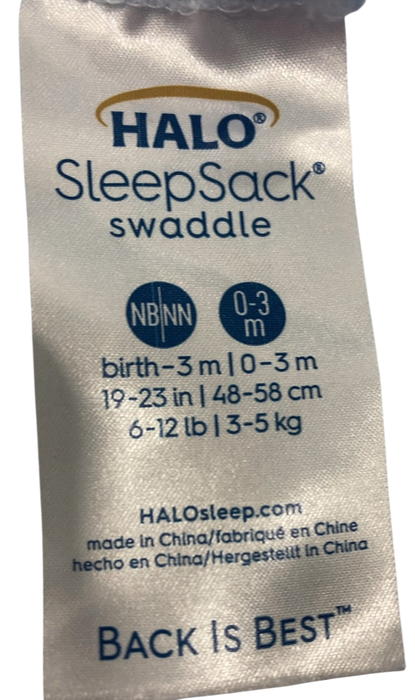 HALO®
SleepSack®
swaddle
NB|NN 0-3 m
birth-3 m | 0-3 m
19-23 in | 48-58 cm
6-12 lb | 3-5 kg
HALOsleep.com
made in China/fabriqué en Chine
hecho en China/Hergestellt in China
BACK IS BEST™